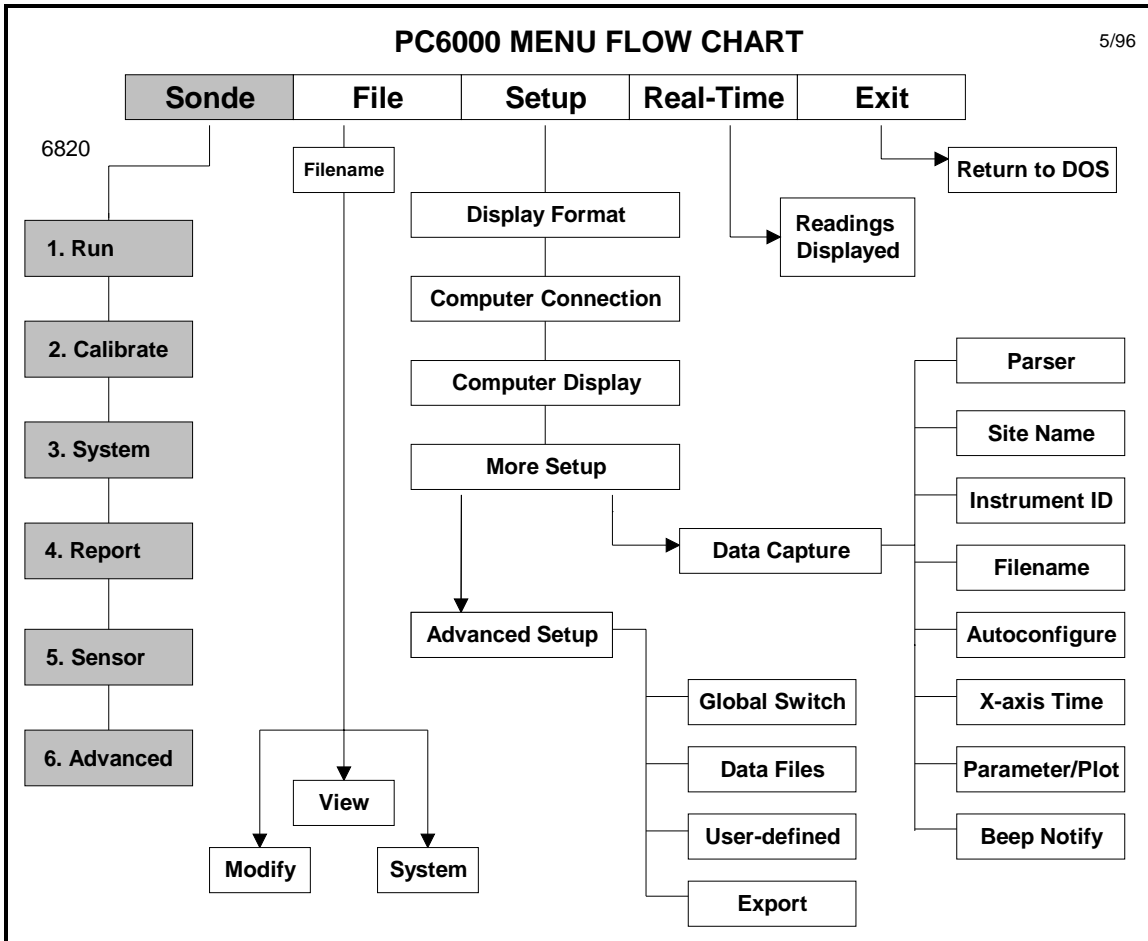 PC6000 MENU FLOW CHART
5/96
Sonde
File
Setup
Real-Time
Exit
6820
Filename
Return to DOS
Display Format
Readings
Displayed
1. Run
Computer Connection
2. Calibrate
Computer Display
Parser
Site Name
3. System
More Setup
Instrument ID
4. Report
Data Capture
Filename
Advanced Setup
Autoconfigure
5. Sensor
Global Switch
X-axis Time
6. Advanced
Data Files
Parameter/Plot
View
User-defined
Beep Notify
Modify
System
Export